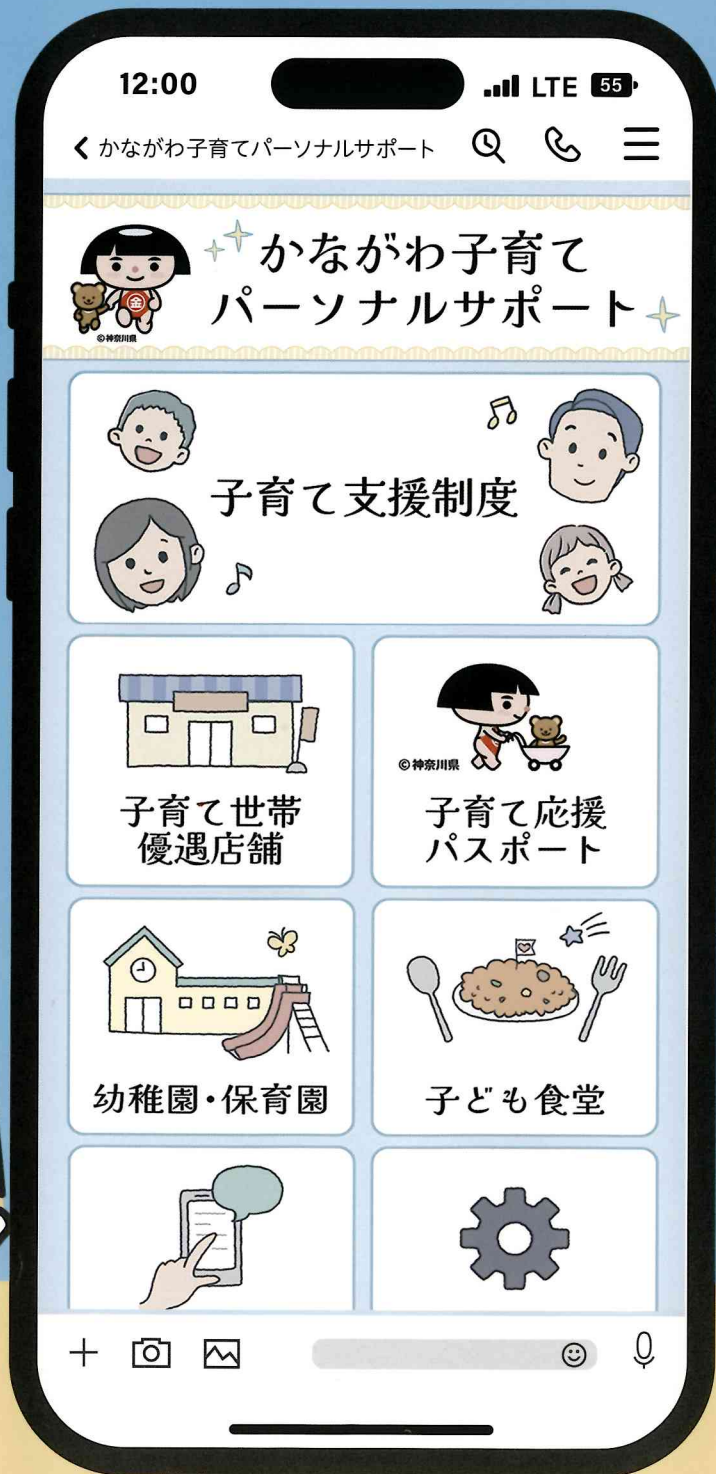 12:00
LTE 55
かながわ子育てパーソナルサポート
かながわ子育て
パーソナルサポート
金
©神奈川県
子育て支援制度
子育て世帯
優遇店舗
©神奈川県
子育て応援
パスポート
幼稚園・保育園
子ども食堂